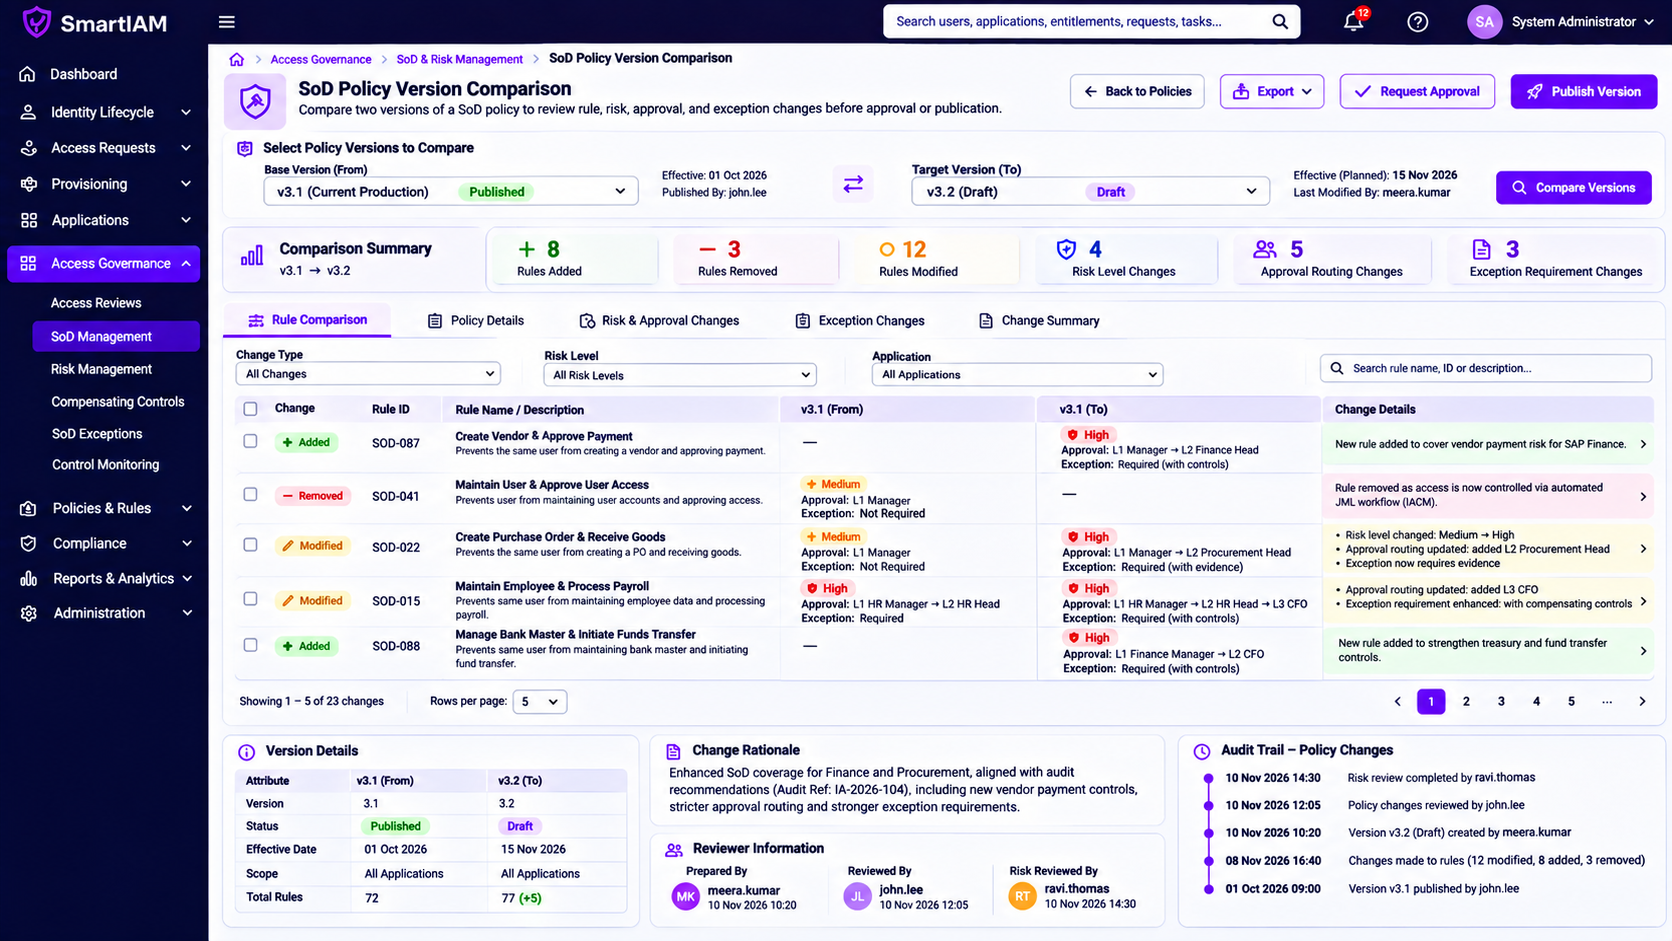 SmartIAM
Search users, applications, entitlements, requests, tasks...
12
SA
System Administrator
Dashboard
Identity Lifecycle
Access Requests
Provisioning
Applications
Access Governance
Access Reviews
SoD Management
Risk Management
Compensating Controls
SoD Exceptions
Control Monitoring
Policies & Rules
Compliance
Reports & Analytics
Administration
Access Governance > SoD & Risk Management > SoD Policy Version Comparison
SoD Policy Version Comparison
Compare two versions of a SoD policy to review rule, risk, approval, and exception changes before approval or publication.
← Back to Policies
Export
Request Approval
Publish Version
Select Policy Versions to Compare
Base Version (From)
v3.1 (Current Production) Published
Effective: 01 Oct 2026
Published By: john.lee
Target Version (To)
v3.2 (Draft) Draft
Effective (Planned): 15 Nov 2026
Last Modified By: meera.kumar
Compare Versions
Comparison Summary
v3.1 → v3.2
+ 8
Rules Added
− 3
Rules Removed
12
Rules Modified
4
Risk Level Changes
5
Approval Routing Changes
3
Exception Requirement Changes
Rule Comparison
Policy Details
Risk & Approval Changes
Exception Changes
Change Summary
Change Type
All Changes
Risk Level
All Risk Levels
Application
All Applications
Search rule name, ID or description...
Change Rule ID Rule Name / Description v3.1 (From) v3.1 (To) Change Details
+ Added
SOD-087
Create Vendor & Approve Payment
Prevents the same user from creating a vendor and approving payment.
—
High
Approval: L1 Manager → L2 Finance Head
Exception: Required (with controls)
New rule added to cover vendor payment risk for SAP Finance.
− Removed
SOD-041
Maintain User & Approve User Access
Prevents user from maintaining user accounts and approving access.
+ Medium
Approval: L1 Manager
Exception: Not Required
—
Rule removed as access is now controlled via automated
JML workflow (IACM).
Modified
SOD-022
Create Purchase Order & Receive Goods
Prevents the same user from creating a PO and receiving goods.
+ Medium
Approval: L1 Manager
Exception: Not Required
High
Approval: L1 Manager → L2 Procurement Head
Exception: Required (with evidence)
• Risk level changed: Medium → High
• Approval routing updated: added L2 Procurement Head
• Exception now requires evidence
Modified
SOD-015
Maintain Employee & Process Payroll
Prevents same user from maintaining employee data and processing
payroll.
High
Approval: L1 HR Manager → L2 HR Head
Exception: Required
High
Approval: L1 HR Manager → L2 HR Head → L3 CFO
Exception: Required (with controls)
• Approval routing updated: added L3 CFO
• Exception requirement enhanced: with compensating controls
+ Added
SOD-088
Manage Bank Master & Initiate Funds Transfer
Prevents same user from maintaining bank master and initiating
fund transfer.
—
High
Approval: L1 Finance Manager → L2 CFO
Exception: Required (with controls)
New rule added to strengthen treasury and fund transfer
controls.
Showing 1 – 5 of 23 changes
Rows per page: 5
< 1 2 3 4 5 ... >
Version Details
Attribute v3.1 (From) v3.2 (To)
Version 3.1 3.2
Status Published Draft
Effective Date 01 Oct 2026 15 Nov 2026
Scope All Applications All Applications
Total Rules 72 77 (+5)
Change Rationale
Enhanced SoD coverage for Finance and Procurement, aligned with audit
recommendations (Audit Ref: IA-2026-104), including new vendor payment controls,
stricter approval routing and stronger exception requirements.
Reviewer Information
Prepared By
MK
meera.kumar
10 Nov 2026 10:20
Reviewed By
JL
john.lee
10 Nov 2026 12:05
Risk Reviewed By
RT
ravi.thomas
10 Nov 2026 14:30
Audit Trail – Policy Changes
10 Nov 2026 14:30 Risk review completed by ravi.thomas
10 Nov 2026 12:05 Policy changes reviewed by john.lee
10 Nov 2026 10:20 Version v3.2 (Draft) created by meera.kumar
08 Nov 2026 16:40 Changes made to rules (12 modified, 8 added, 3 removed)
01 Oct 2026 09:00 Version v3.1 published by john.lee